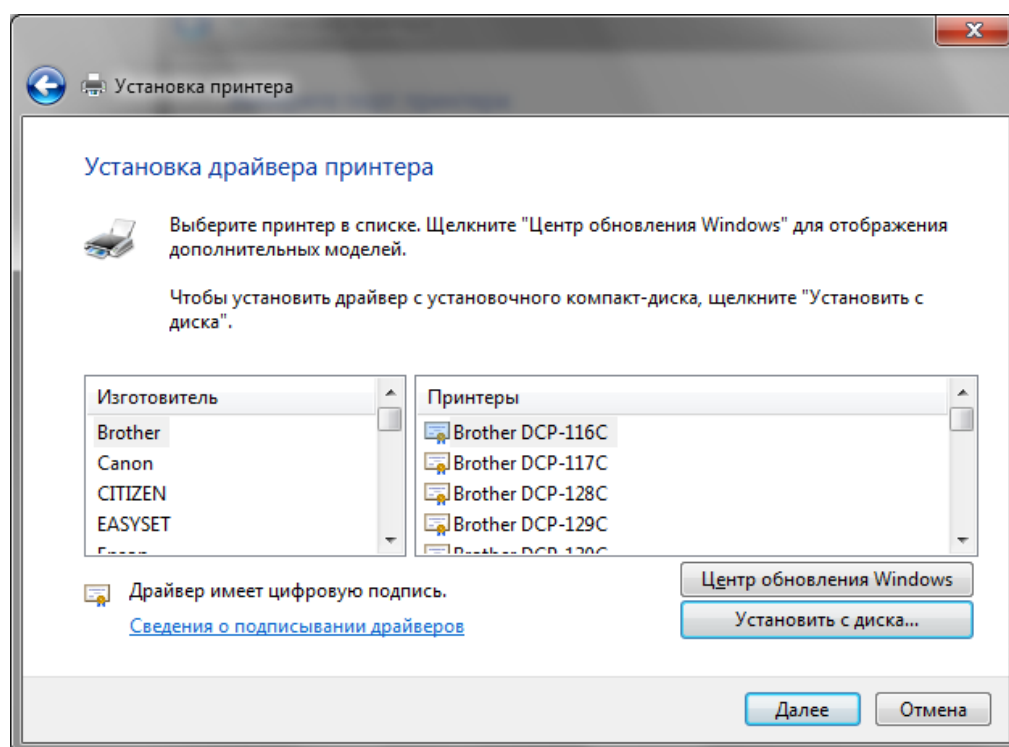 Установка принтера
Установка драйвера принтера
Выберите принтер в списке. Щелкните "Центр обновления Windows" для отображения
дополнительных моделей.
Чтобы установить драйвер с установочного компакт-диска, щелкните "Установить с
диска".
Изготовитель
Brother
Canon
CITIZEN
EASYSET
Принтеры
Brother DCP-116C
Brother DCP-117C
Brother DCP-128C
Brother DCP-129C
Драйвер имеет цифровую подпись.
Сведения о подписывании драйверов
Центр обновления Windows
Установить с диска...
Далее
Отмена